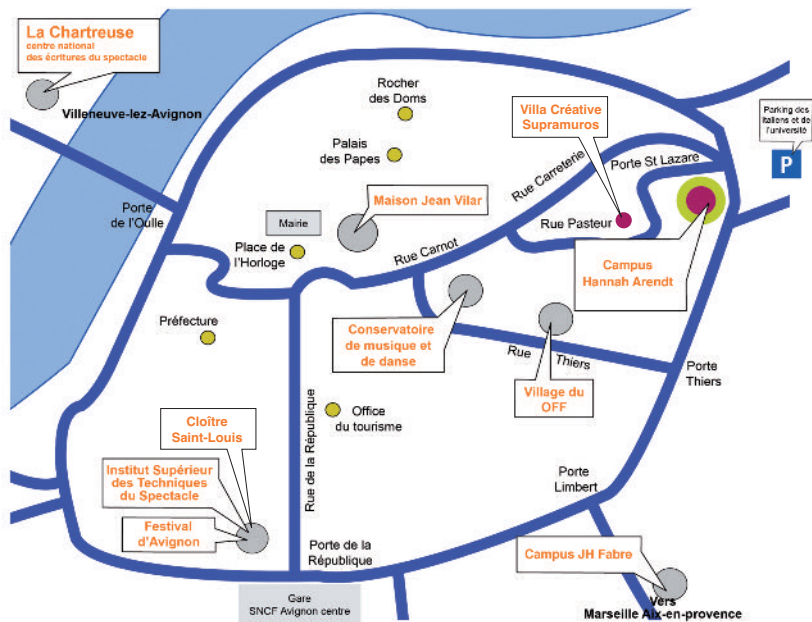 La Chartreuse
centre national
des écritures du spectacle
Villeneuve-lez-Avignon
Rocher
des Doms
Palais
des Papes
Villa Créative
Supramuros
Parking des
Italiens et de
l'université
P
Porte St Lazare
Rue Carreterie
Porte
de l'Oulle
Mairie
Maison Jean Vilar
Rue Pasteur
Place de
l'Horloge
Rue Carnot
Campus
Hannah Arendt
Préfecture
Conservatoire
de musique et
de danse
Rue Thiers
Porte
Thiers
Village du
OFF
Rue de la République
Office
du tourisme
Cloître
Saint-Louis
Institut Supérieur
des Techniques
du Spectacle
Festival
d'Avignon
Porte
Limbert
Porte de la
République
Campus JH Fabre
Gare
SNCF Avignon centre
Vers
Marseille Aix-en-provence